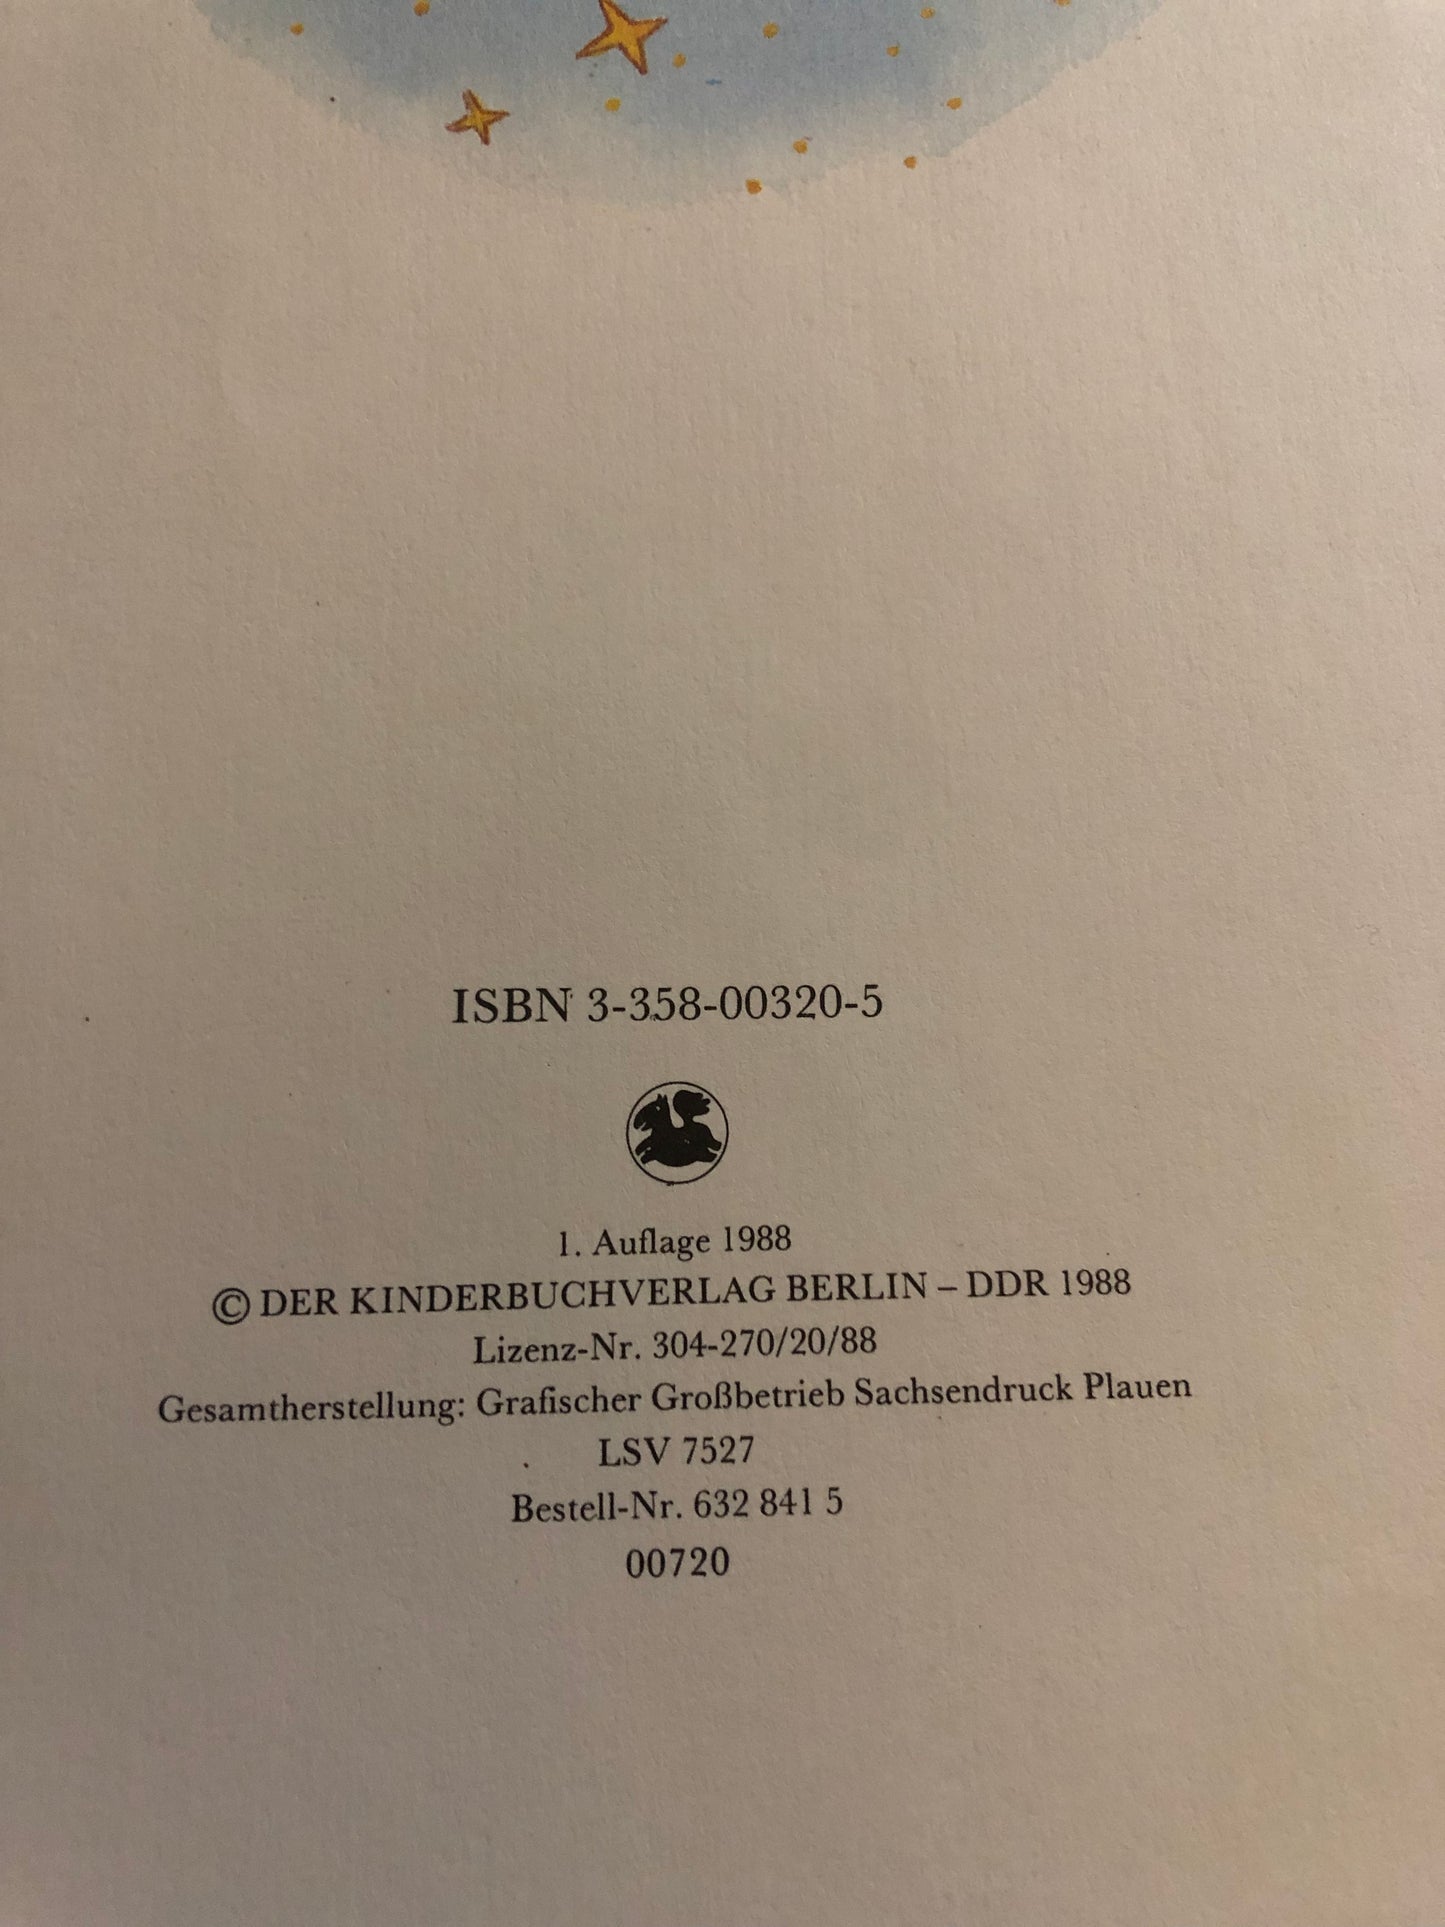 ISBN 3-358-00320-5
1. Auflage 1988
© DER KINDERBUCHVERLAG BERLIN – DDR 1988
Lizenz-Nr. 304-270/20/88
Gesamtherstellung: Grafischer Großbetrieb Sachsendruck Plauen
LSV 7527
Bestell-Nr. 632 841 5
00720